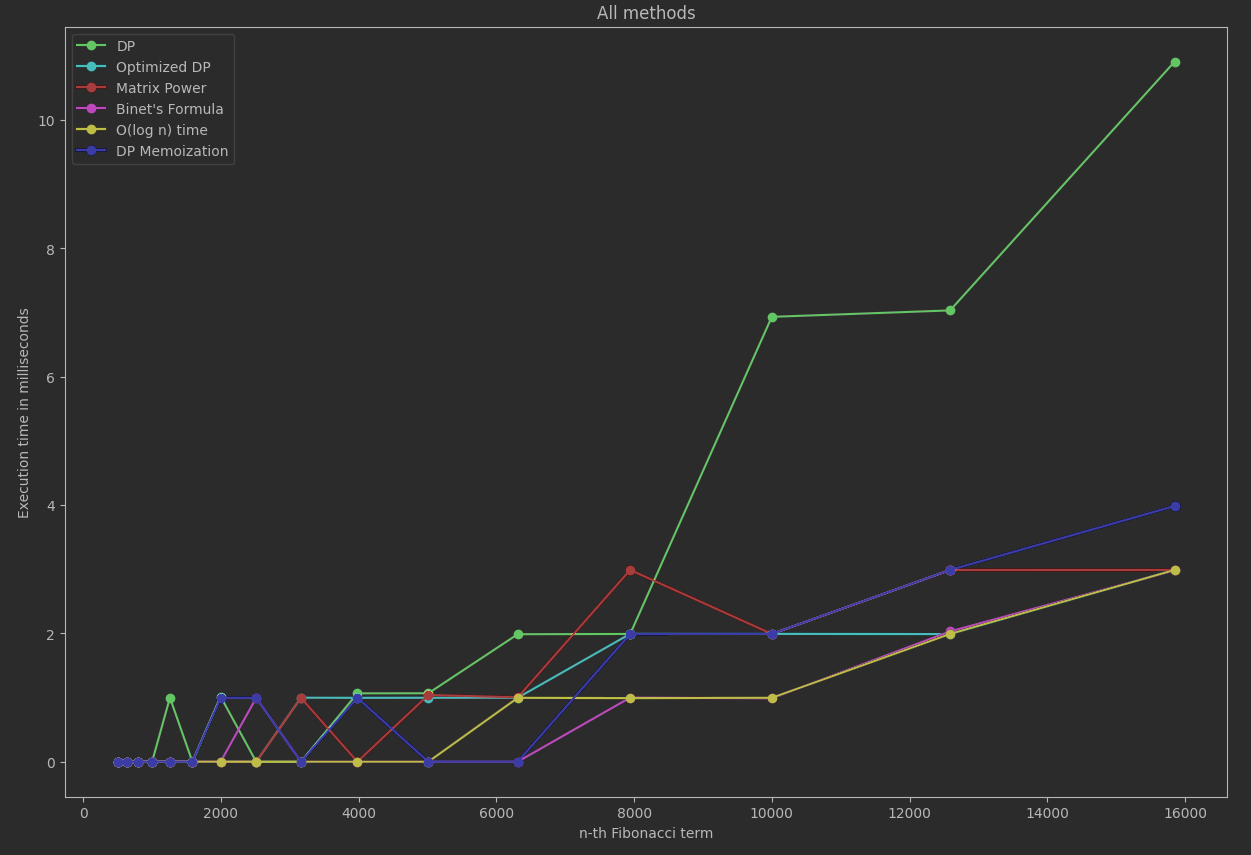 All methods
DP
Optimized DP
Matrix Power
Binet's Formula
O(log n) time
DP Memoization
Execution time in milliseconds
10
8
6
4
2
0
0 2000 4000 6000 8000 10000 12000 14000 16000
n-th Fibonacci term